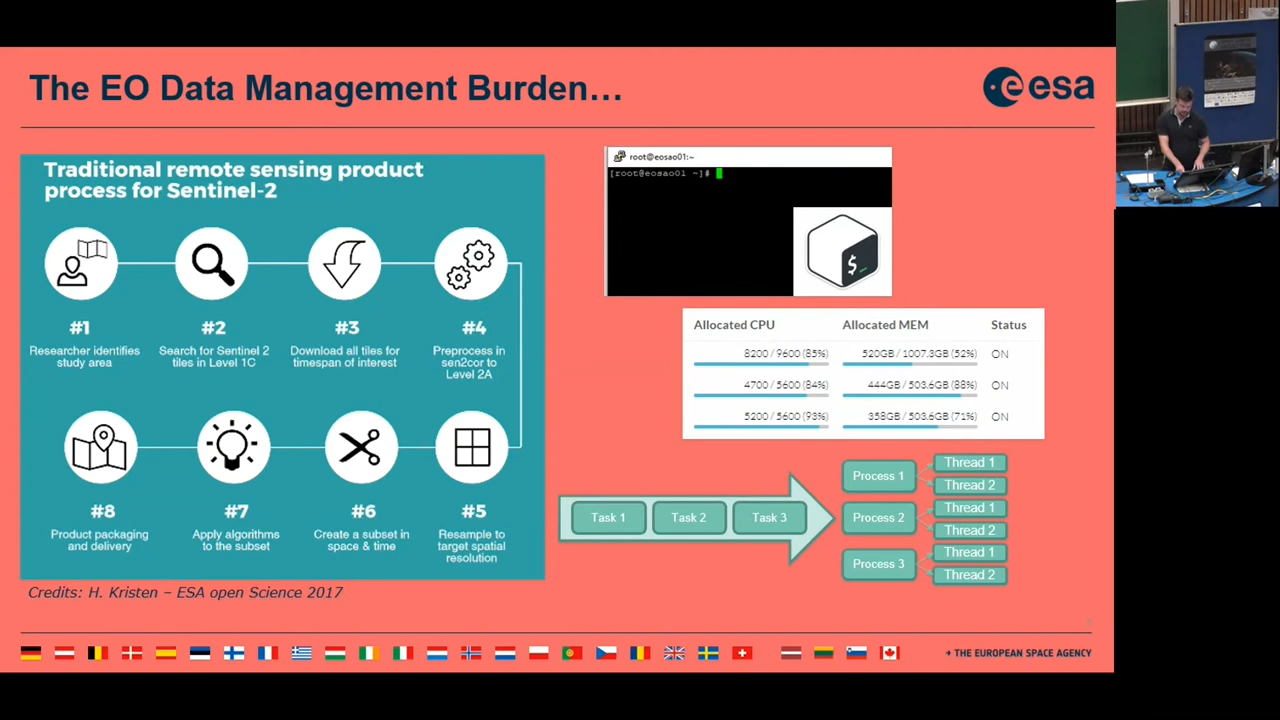 The EO Data Management Burden…
esa
Traditional remote sensing product
process for Sentinel-2
#1
Researcher identifies
study area
#2
Search for Sentinel 2
tiles in Level 1C
#3
Download all tiles for
timespan of interest
#4
Preprocess in
sen2cor to
Level 2A
#8
Product packaging
and delivery
#7
Apply algorithms
to the subset
#6
Create a subset in
space & time
#5
Resample to
target spatial
resolution
Credits: H. Kristen – ESA open Science 2017
root@eosao01:~
[root@eosao01 ~]#
$
Allocated CPU Allocated MEM Status
8200 / 9600 (85%) 520GB / 1007.3GB (52%) ON
4700 / 5600 (84%) 444GB / 503.6GB (88%) ON
5200 / 5600 (93%) 358GB / 503.6GB (71%) ON
Task 1 Task 2 Task 3
Process 1
Thread 1
Thread 2
Process 2
Thread 1
Thread 2
Process 3
Thread 1
Thread 2
→ THE EUROPEAN SPACE AGENCY